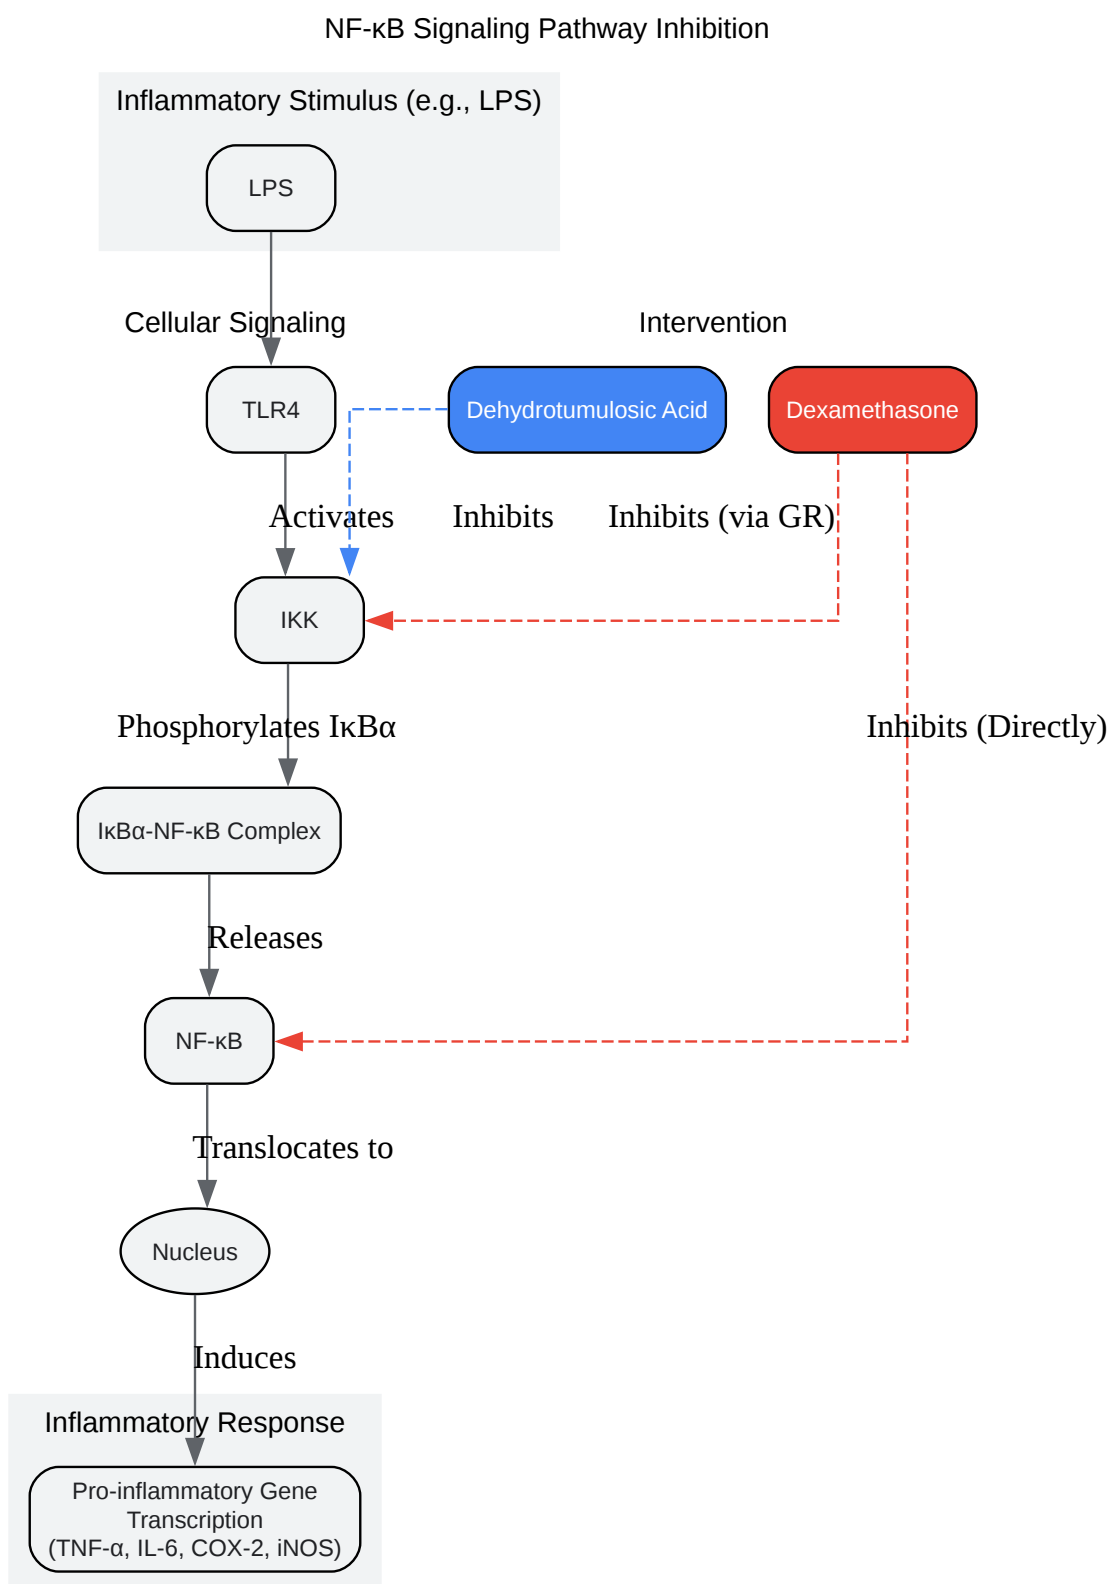 NF-κB Signaling Pathway Inhibition
Inflammatory Stimulus (e.g., LPS)
LPS
Cellular Signaling
Intervention
TLR4
Dehydrotumulosic Acid
Dexamethasone
Activates
Inhibits
Inhibits (via GR)
IKK
Phosphorylates IκBα
Inhibits (Directly)
IκBα-NF-κB Complex
Releases
NF-κB
Translocates to
Nucleus
Induces
Inflammatory Response
Pro-inflammatory Gene
Transcription
(TNF-α, IL-6, COX-2, iNOS)